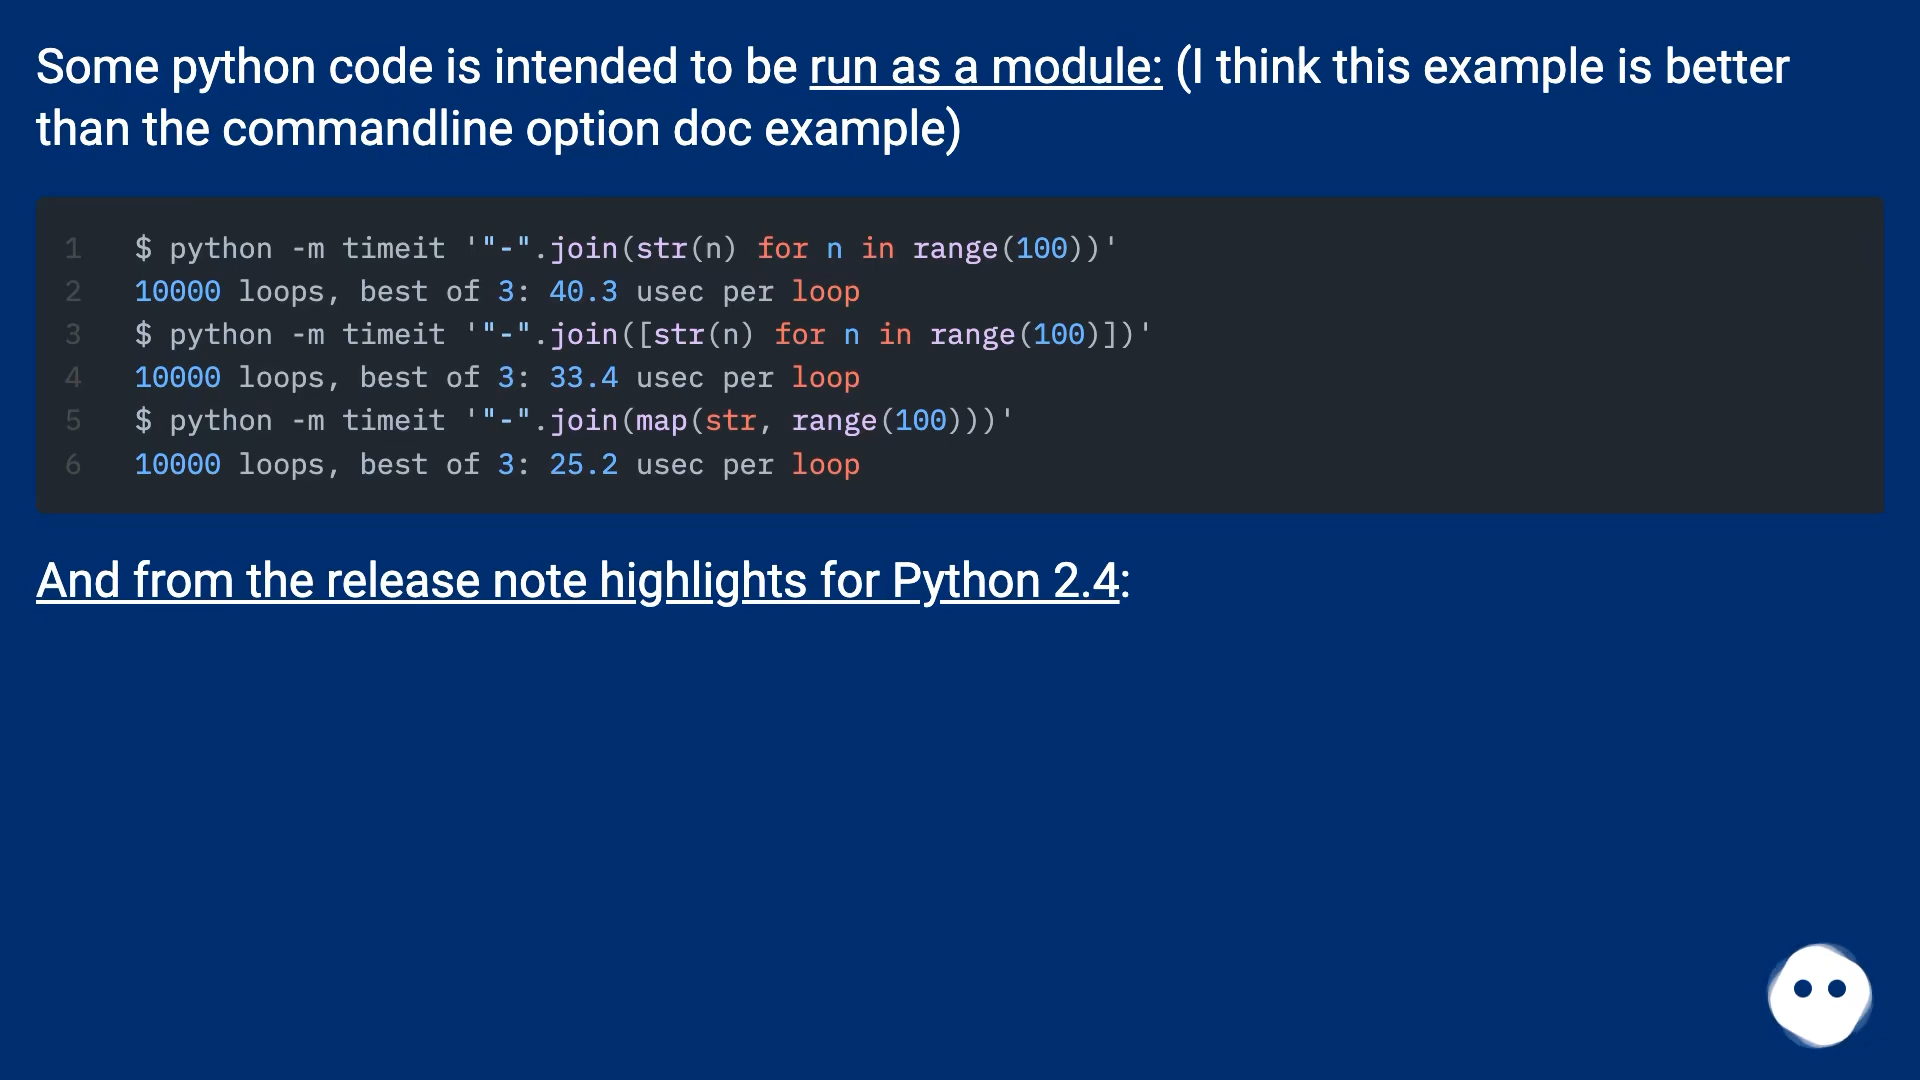 Some python code is intended to be run as a module: (I think this example is better
than the commandline option doc example)
1 $ python -m timeit '"-".join(str(n) for n in range(100))'
2 10000 loops, best of 3: 40.3 usec per loop
3 $ python -m timeit '"-".join([str(n) for n in range(100)])'
4 10000 loops, best of 3: 33.4 usec per loop
5 $ python -m timeit '"-".join(map(str, range(100)))'
6 10000 loops, best of 3: 25.2 usec per loop
And from the release note highlights for Python 2.4: